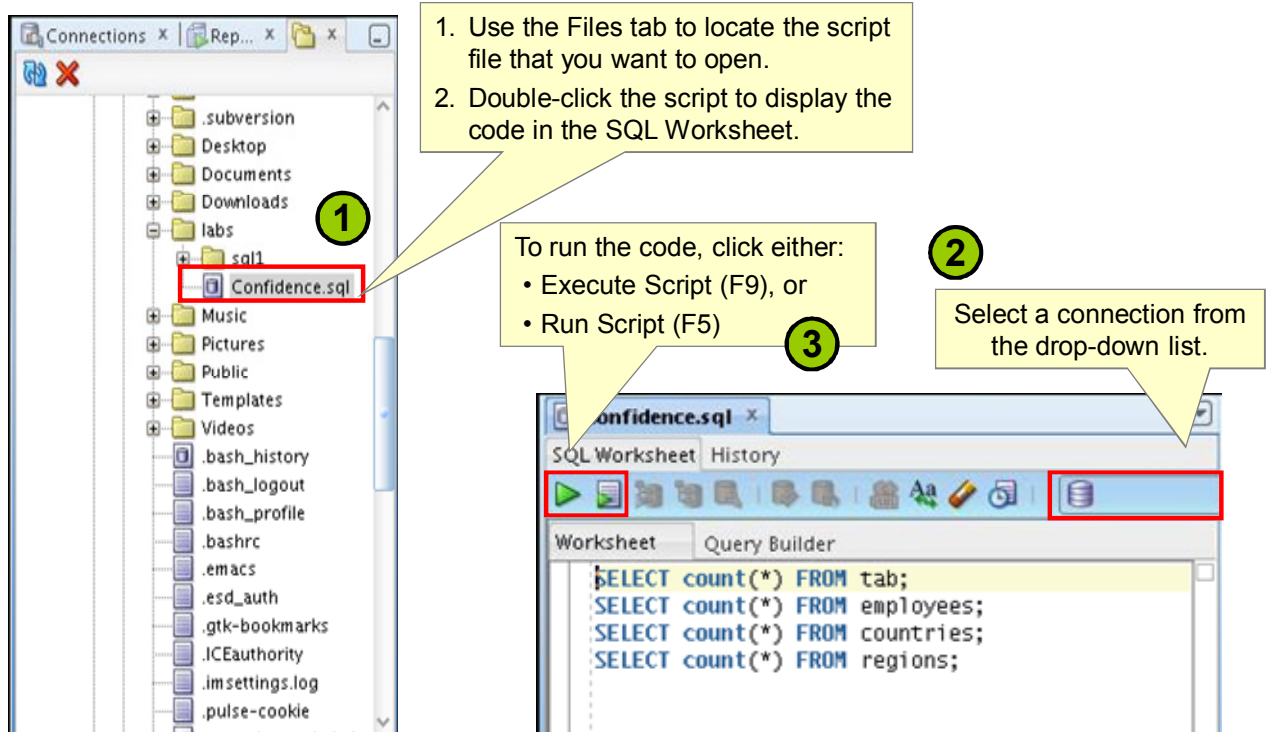 Connections x
Rep... x
x
1. Use the Files tab to locate the script
file that you want to open.
2. Double-click the script to display the
code in the SQL Worksheet.
.subversion
Desktop
Documents
Downloads
labs
sql1
Confidence.sql
Music
Pictures
Public
Templates
Videos
.bash_history
.bash_logout
.bash_profile
.bashrc
.emacs
.esd_auth
.gtk-bookmarks
.ICEauthority
.imsettings.log
.pulse-cookie
1
To run the code, click either:
• Execute Script (F9), or
• Run Script (F5)
3
2
Select a connection from
the drop-down list.
onfidence.sql x
SQL Worksheet History
Aa
Worksheet Query Builder
SELECT count(*) FROM tab;
SELECT count(*) FROM employees;
SELECT count(*) FROM countries;
SELECT count(*) FROM regions;